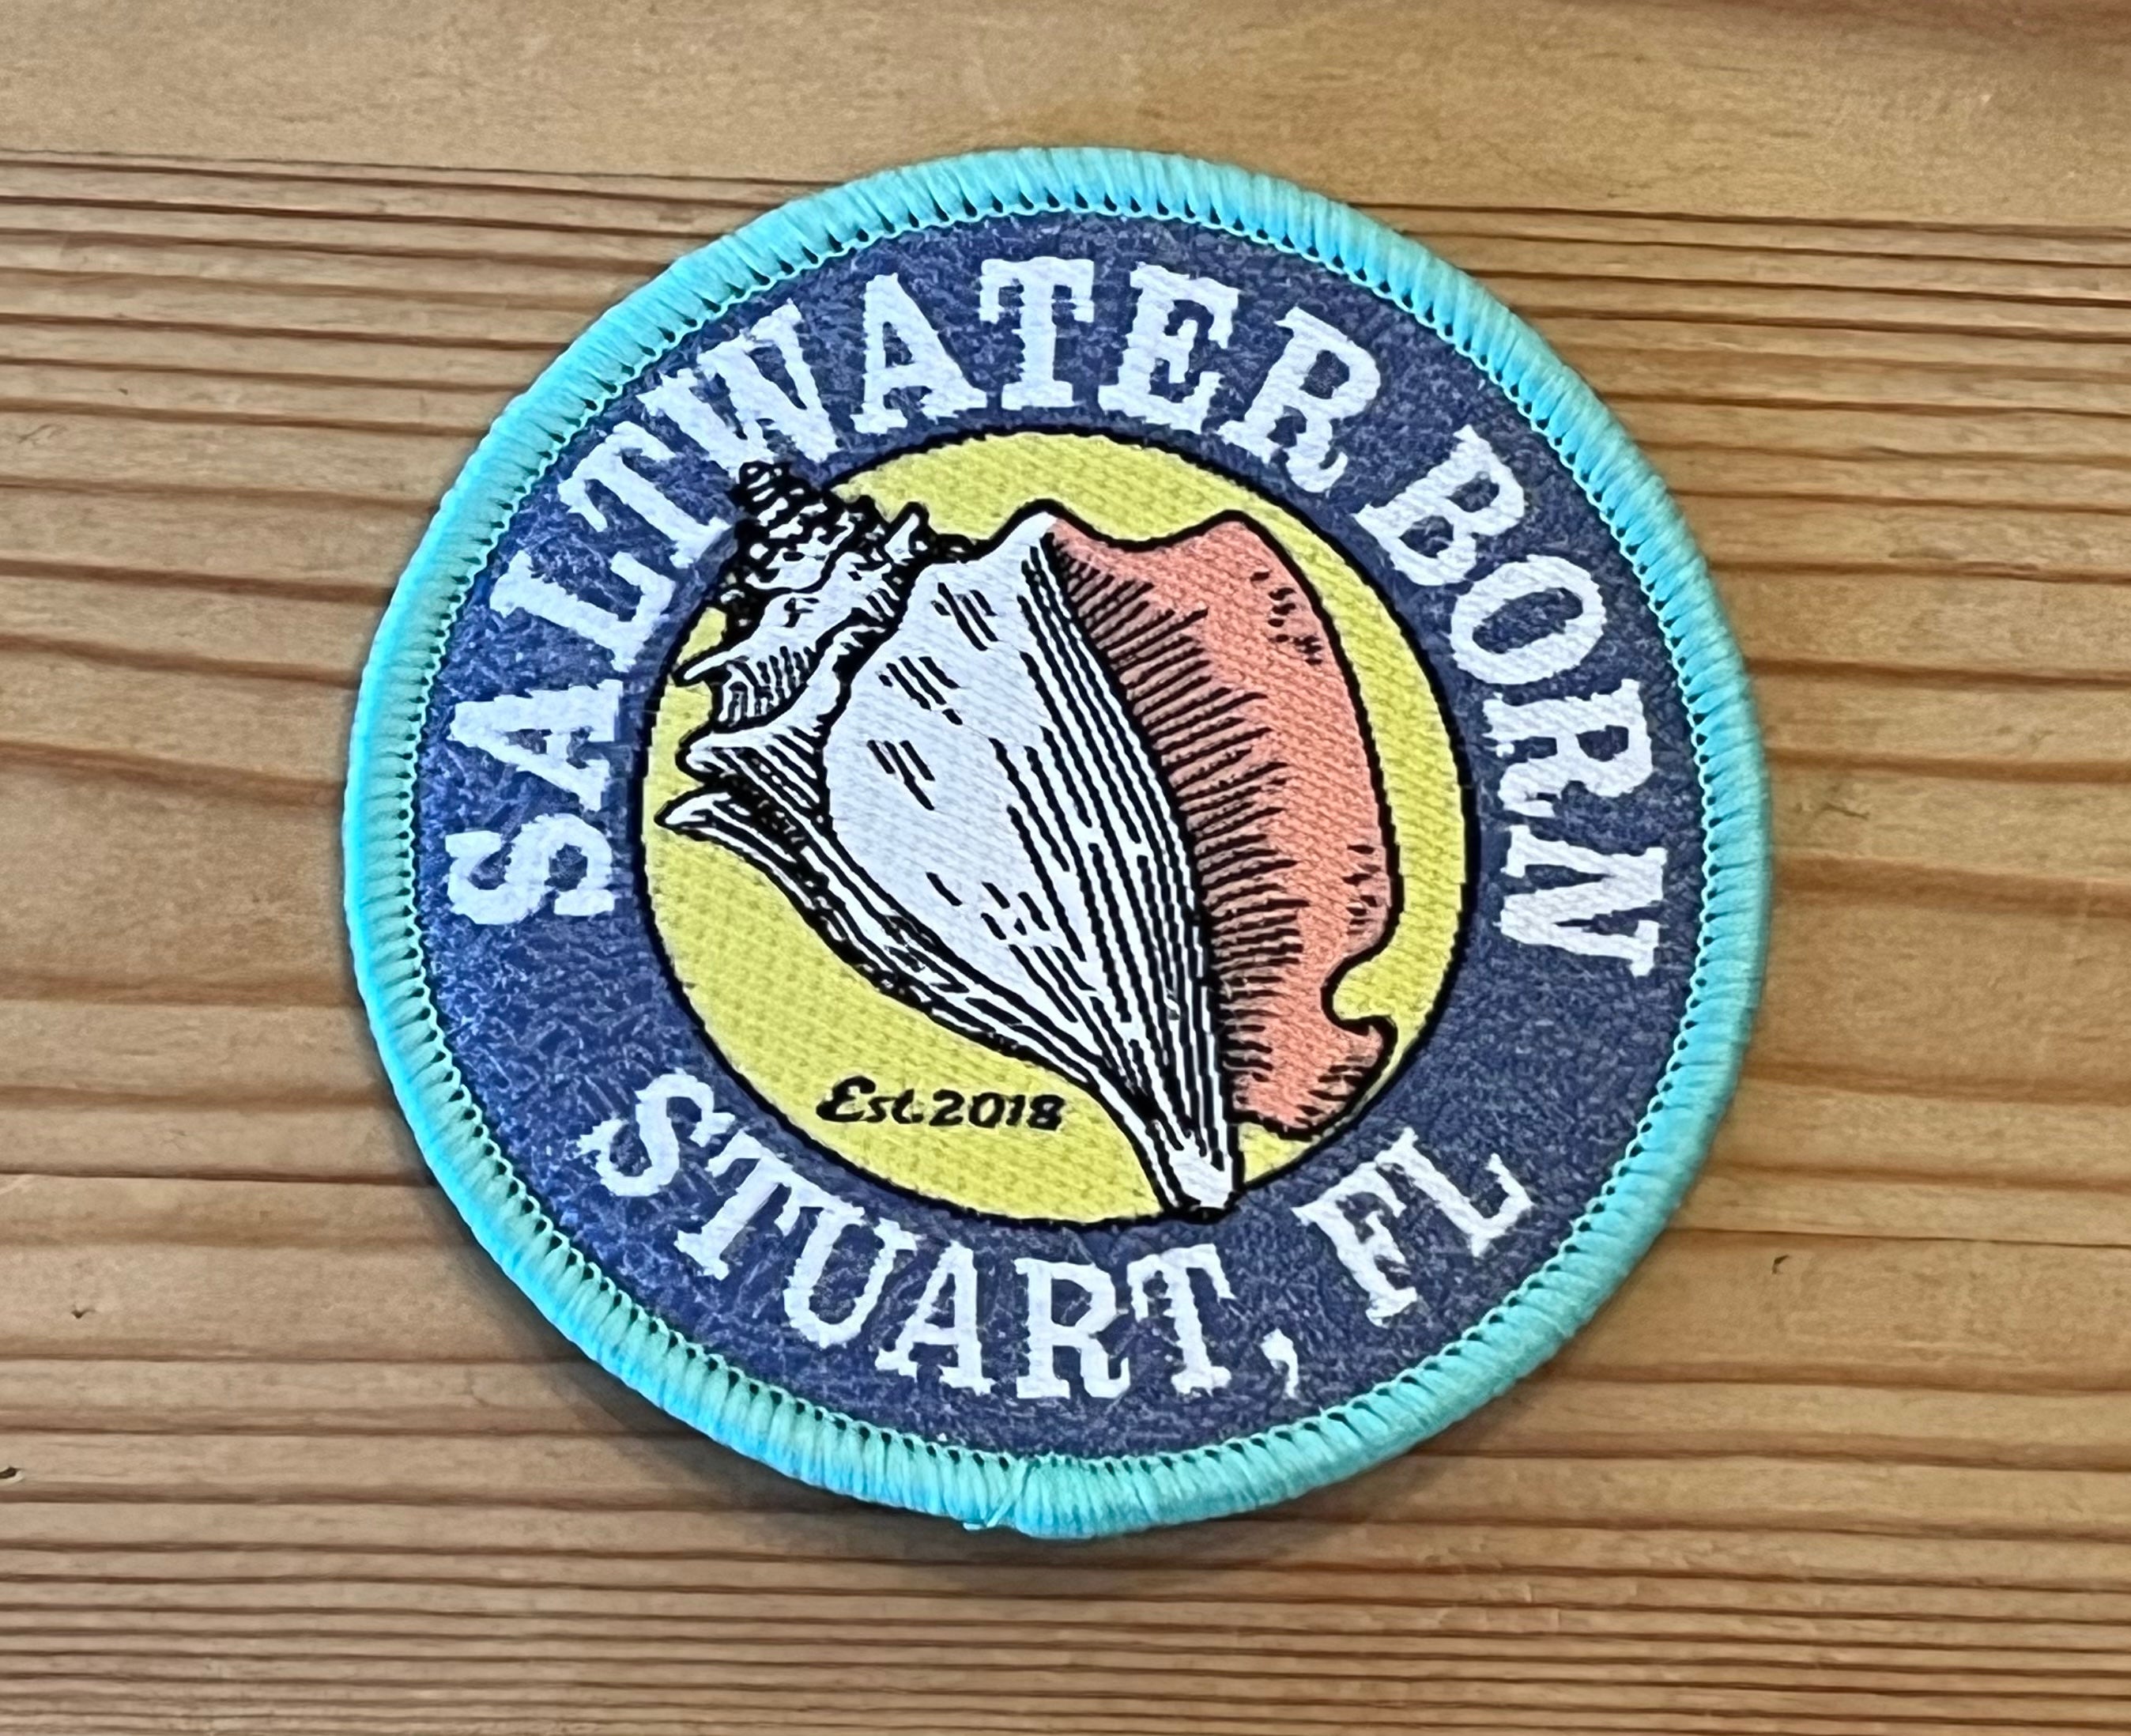 SALTWATER BORN
Est. 2018
STUART, FL